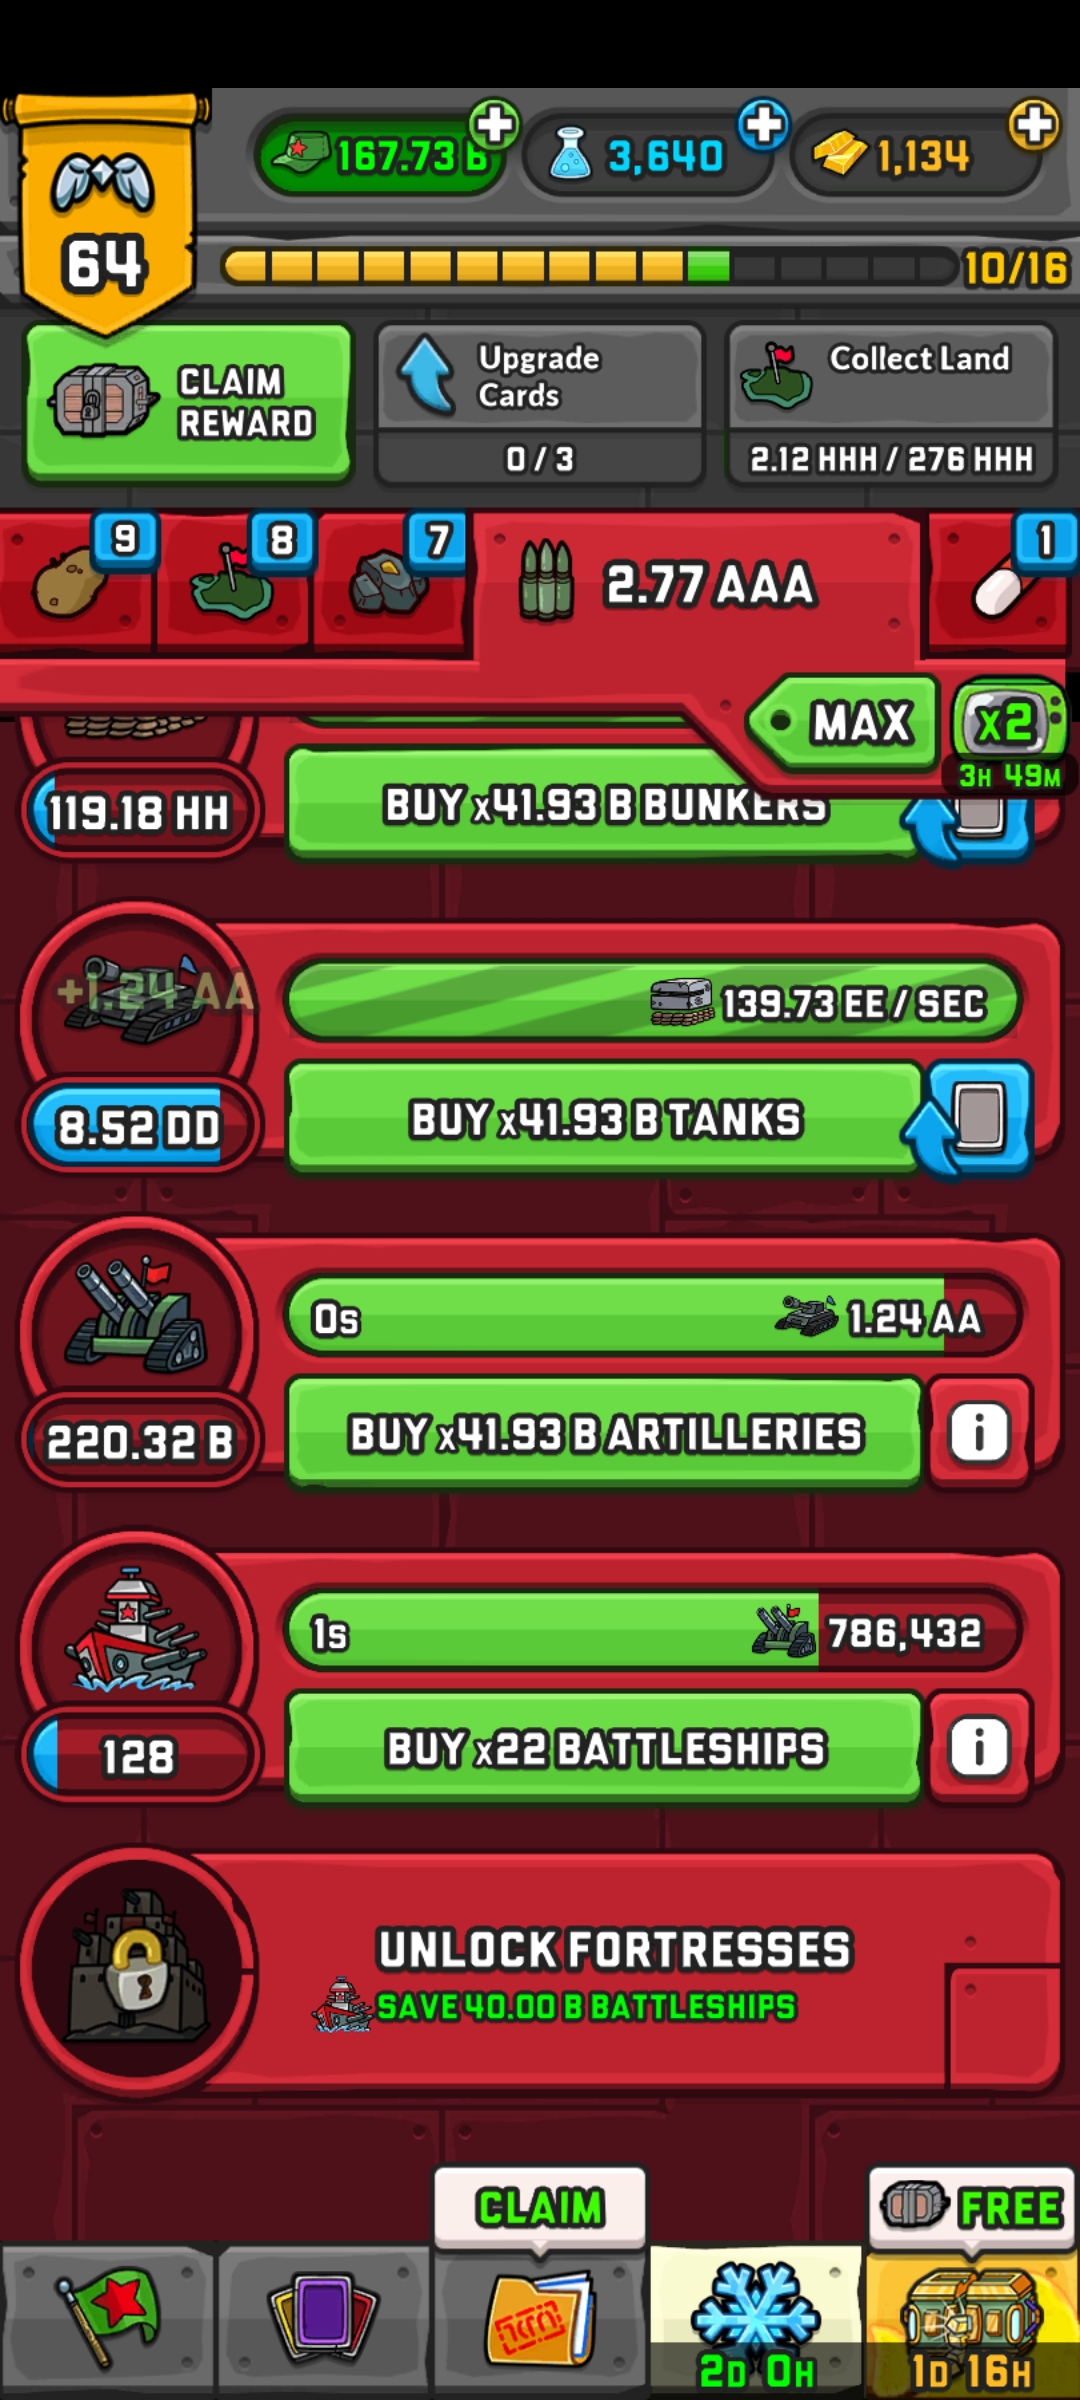 167.73 B
3,640
1,134
64
10/16
CLAIM
REWARD
Upgrade
Cards
0 / 3
Collect Land
2.12 HHH / 276 HHH
9
8
7
2.77 AAA
1
MAX
x2
3H 49M
119.18 HH
BUY x41.93 B BUNKERS
+1.24 AA
139.73 EE / SEC
8.52 DD
BUY x41.93 B TANKS
0s
1.24 AA
220.32 B
BUY x41.93 B ARTILLERIES
i
1s
786,432
128
BUY x22 BATTLESHIPS
i
UNLOCK FORTRESSES
SAVE 40.00 B BATTLESHIPS
CLAIM
FREE
2D 0H
1D 16H